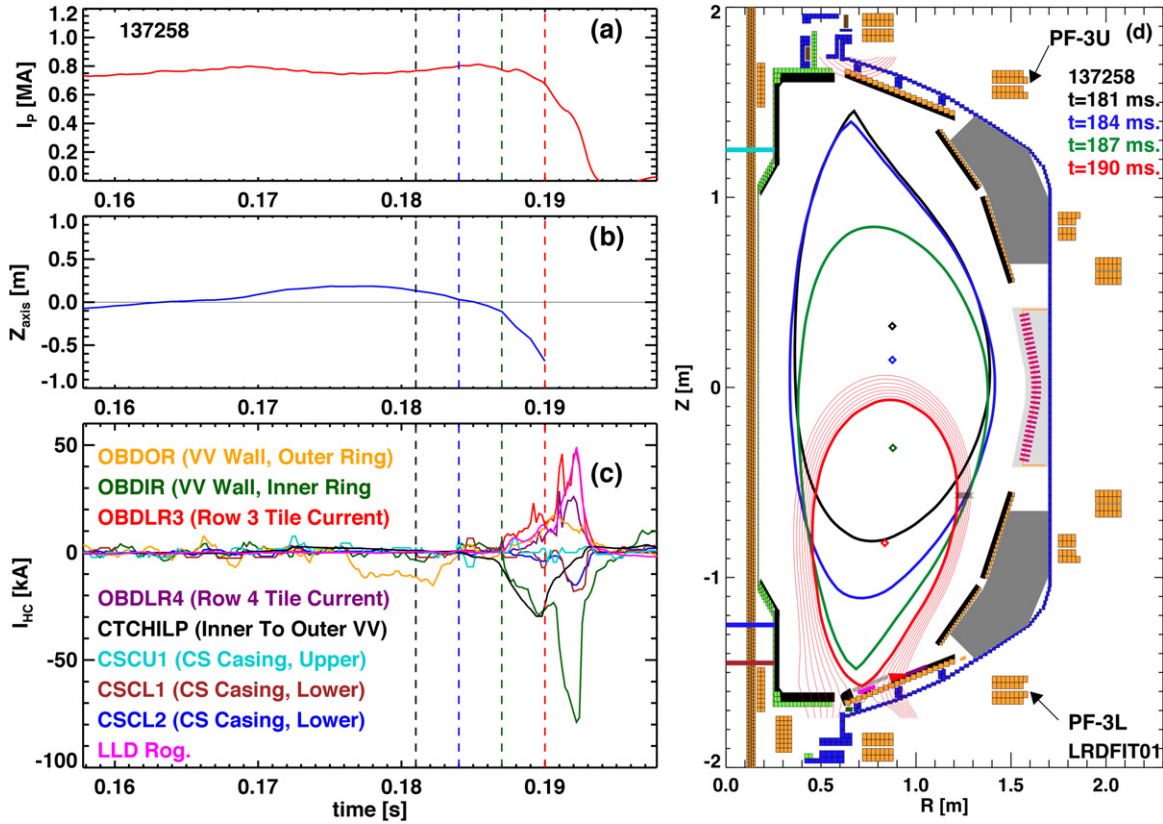 137258
(a)
I_P [MA]
1.2
1.0
0.8
0.6
0.4
0.2
0.0
0.16
0.17
0.18
0.19
(b)
Z_axis [m]
1.0
0.5
0.0
-0.5
-1.0
0.16
0.17
0.18
0.19
(c)
I_HC [kA]
50
0
-50
-100
OBDOR (VV Wall, Outer Ring)
OBDIR (VV Wall, Inner Ring
OBDLR3 (Row 3 Tile Current)
OBDLR4 (Row 4 Tile Current)
CTCHILP (Inner To Outer VV)
CSCU1 (CS Casing, Upper)
CSCL1 (CS Casing, Lower)
CSCL2 (CS Casing, Lower)
LLD Rog.
0.16
0.17
0.18
0.19
time [s]
(d)
PF-3U
137258
t=181 ms.
t=184 ms.
t=187 ms.
t=190 ms.
Z [m]
2
1
0
-1
-2
PF-3L
LRDFIT01
0.0
0.5
1.0
1.5
2.0
R [m]